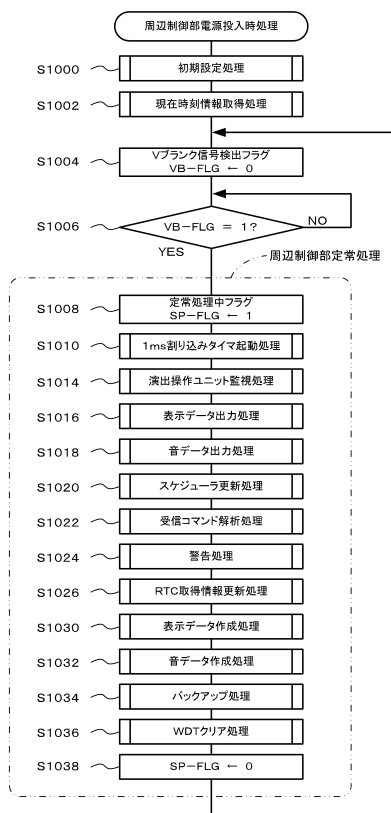 周辺制御部電源投入時処理
S1000
初期設定処理
S1002
現在時刻情報取得処理
S1004
Vブランク信号検出フラグ
VB-FLG ← 0
S1006
VB-FLG = 1?
NO
YES
周辺制御部定常処理
S1008
定常処理中フラグ
SP-FLG ← 1
S1010
1ms割り込みタイマ起動処理
S1014
演出操作ユニット監視処理
S1016
表示データ出力処理
S1018
音データ出力処理
S1020
スケジューラ更新処理
S1022
受信コマンド解析処理
S1024
警告処理
S1026
RTC取得情報更新処理
S1030
表示データ作成処理
S1032
音データ作成処理
S1034
バックアップ処理
S1036
WDTクリア処理
S1038
SP-FLG ← 0